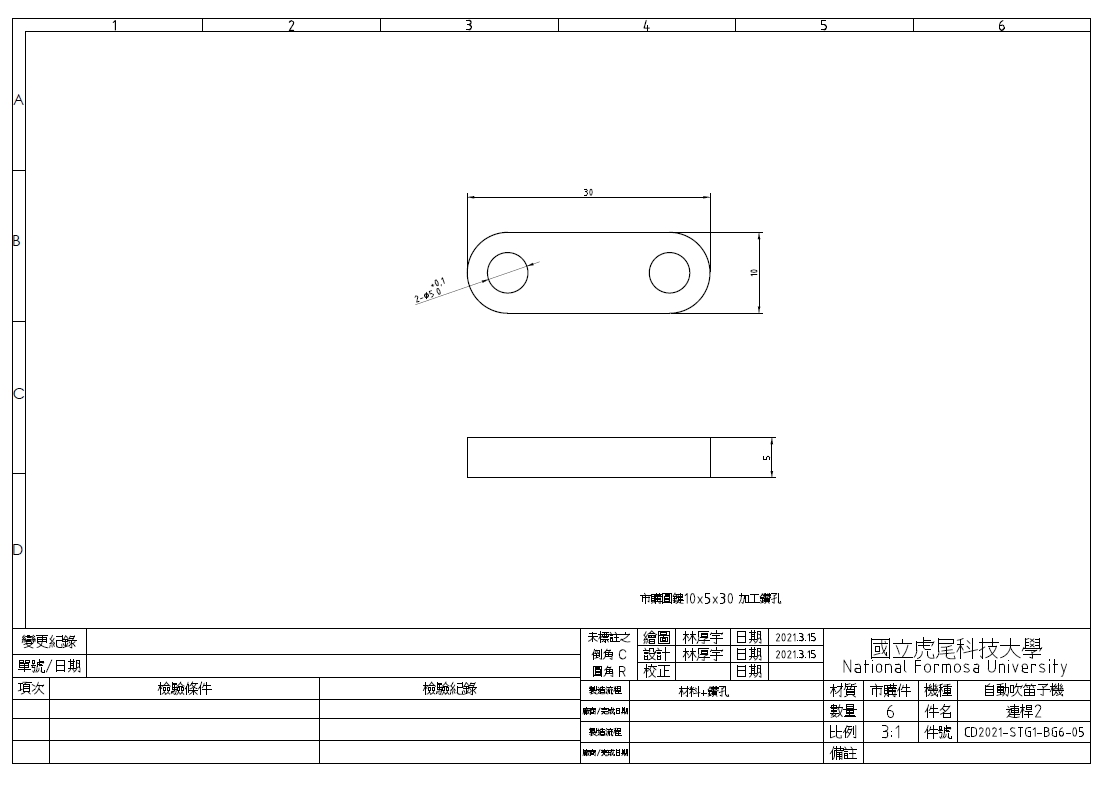 1 2 3 4 5 6
A
B
C
D
30
10
2-⌀5 +0,1 0
5
市購圓鍵10x5x30 加工鑽孔
變更紀錄
單號/日期
項次 檢驗條件 檢驗紀錄
未標註之 繪圖 林厚宇 日期 2021.3.15
倒角 C 設計 林厚宇 日期 2021.3.15
圓角 R 校正 日期
國立虎尾科技大學
National Formosa University
製造流程 材料+鑽孔
廠商/完成日期
製造流程
廠商/完成日期
材質 市購件 機種 自動吹笛子機
數量 6 件名 連桿2
比例 3:1 件號 CD2021-STG1-BG6-05
備註